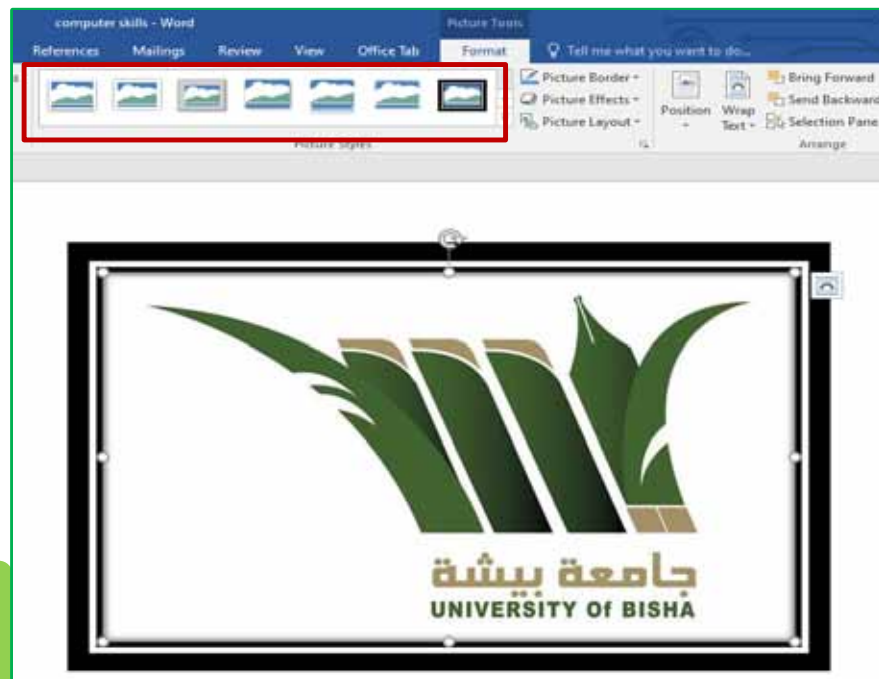 computer skills - Word
Picture Tools
References Mailings Review View Office Tab Format Tell me what you want to do...
Picture Border
Picture Effects
Picture Layout
Position
Wrap Text
Bring Forward
Send Backward
Selection Pane
Picture Styles
Arrange
جامعة بيشة
UNIVERSITY Of BISHA